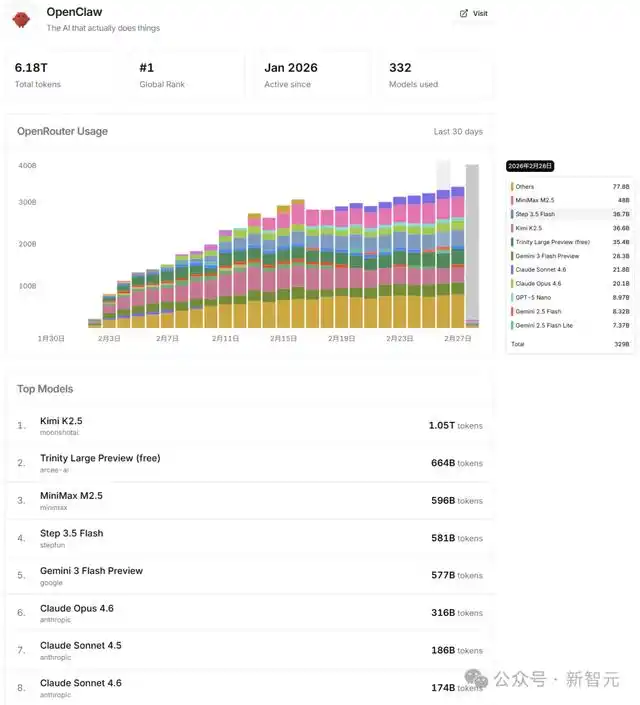 OpenClaw
The AI that actually does things
Visit
6.18T
Total tokens
#1
Global Rank
Jan 2026
Active since
332
Models used
OpenRouter Usage
Last 30 days
400B
300B
200B
100B
1月30日
2月3日
2月7日
2月11日
2月15日
2月19日
2月23日
2月27日
2026年2月28日
Others 77.8B
MiniMax M2.5 48B
Step 3.5 Flash 36.7B
Kimi K2.5 36.6B
Trinity Large Preview (free) 35.4B
Gemini 3 Flash Preview 28.3B
Claude Sonnet 4.6 21.8B
Claude Opus 4.6 20.1B
GPT-5 Nano 8.97B
Gemini 2.5 Flash 8.32B
Gemini 2.5 Flash Lite 7.37B
Total 329B
Top Models
1. Kimi K2.5 1.05T tokens
moonshotai
2. Trinity Large Preview (free) 664B tokens
arcee-ai
3. MiniMax M2.5 596B tokens
minimax
4. Step 3.5 Flash 581B tokens
stepfun
5. Gemini 3 Flash Preview 577B tokens
google
6. Claude Opus 4.6 316B tokens
anthropic
7. Claude Sonnet 4.5 186B tokens
anthropic
8. Claude Sonnet 4.6 174B tokens
anthropic
公众号 · 新智元